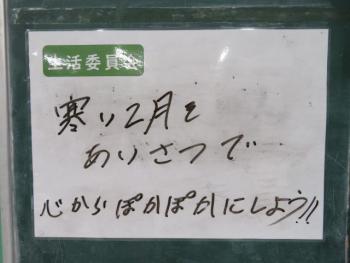 生活委員会
寒い2月を
あいさつで
心からぽかぽかにしよう!!